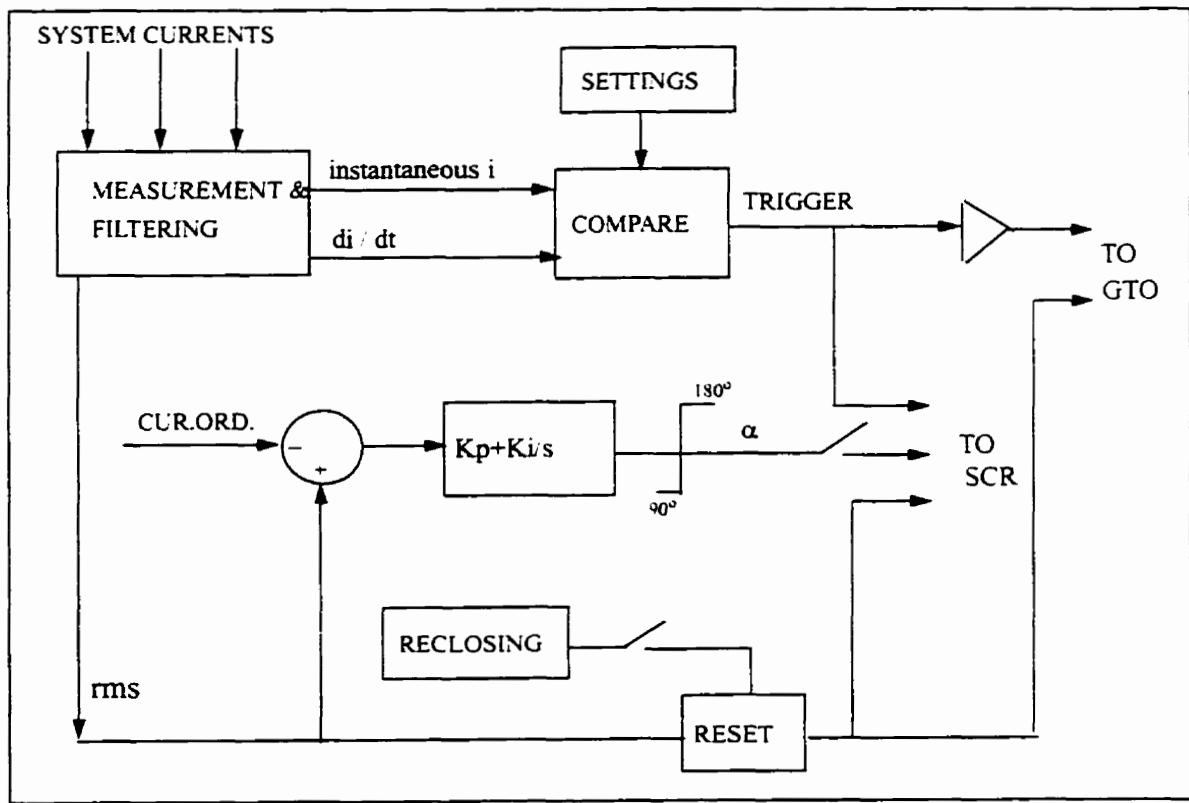 SYSTEM CURRENTS
SETTINGS
MEASUREMENT &
FILTERING
instantaneous i
di / dt
COMPARE
TRIGGER
TO
GTO
CUR.ORD.
−
+
Kp+Ki/s
180°
90°
α
TO
SCR
RECLOSING
rms
RESET